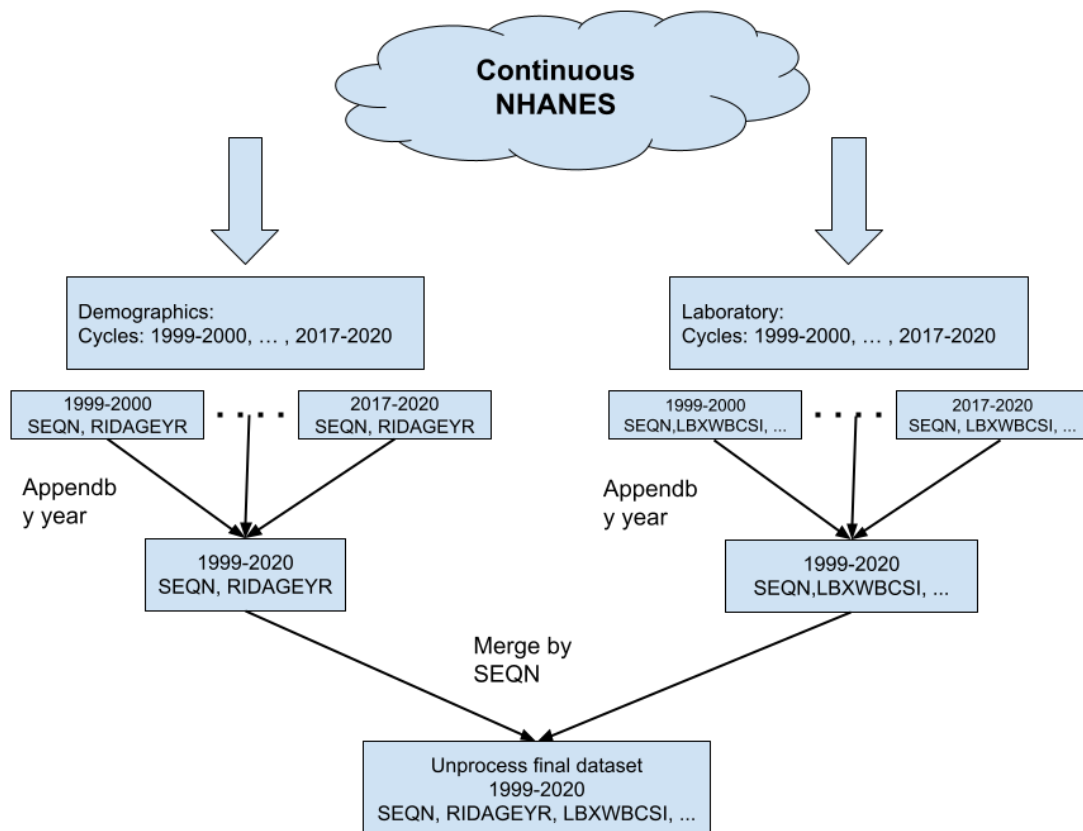 Continuous
NHANES
Demographics:
Cycles: 1999-2000, … , 2017-2020
Laboratory:
Cycles: 1999-2000, … , 2017-2020
1999-2000
SEQN, RIDAGEYR
2017-2020
SEQN, RIDAGEYR
1999-2000
SEQN,LBXWBCSI, ...
2017-2020
SEQN, LBXWBCSI, ...
Appendb
y year
Appendb
y year
1999-2020
SEQN, RIDAGEYR
1999-2020
SEQN,LBXWBCSI, ...
Merge by
SEQN
Unprocess final dataset
1999-2020
SEQN, RIDAGEYR, LBXWBCSI, ...